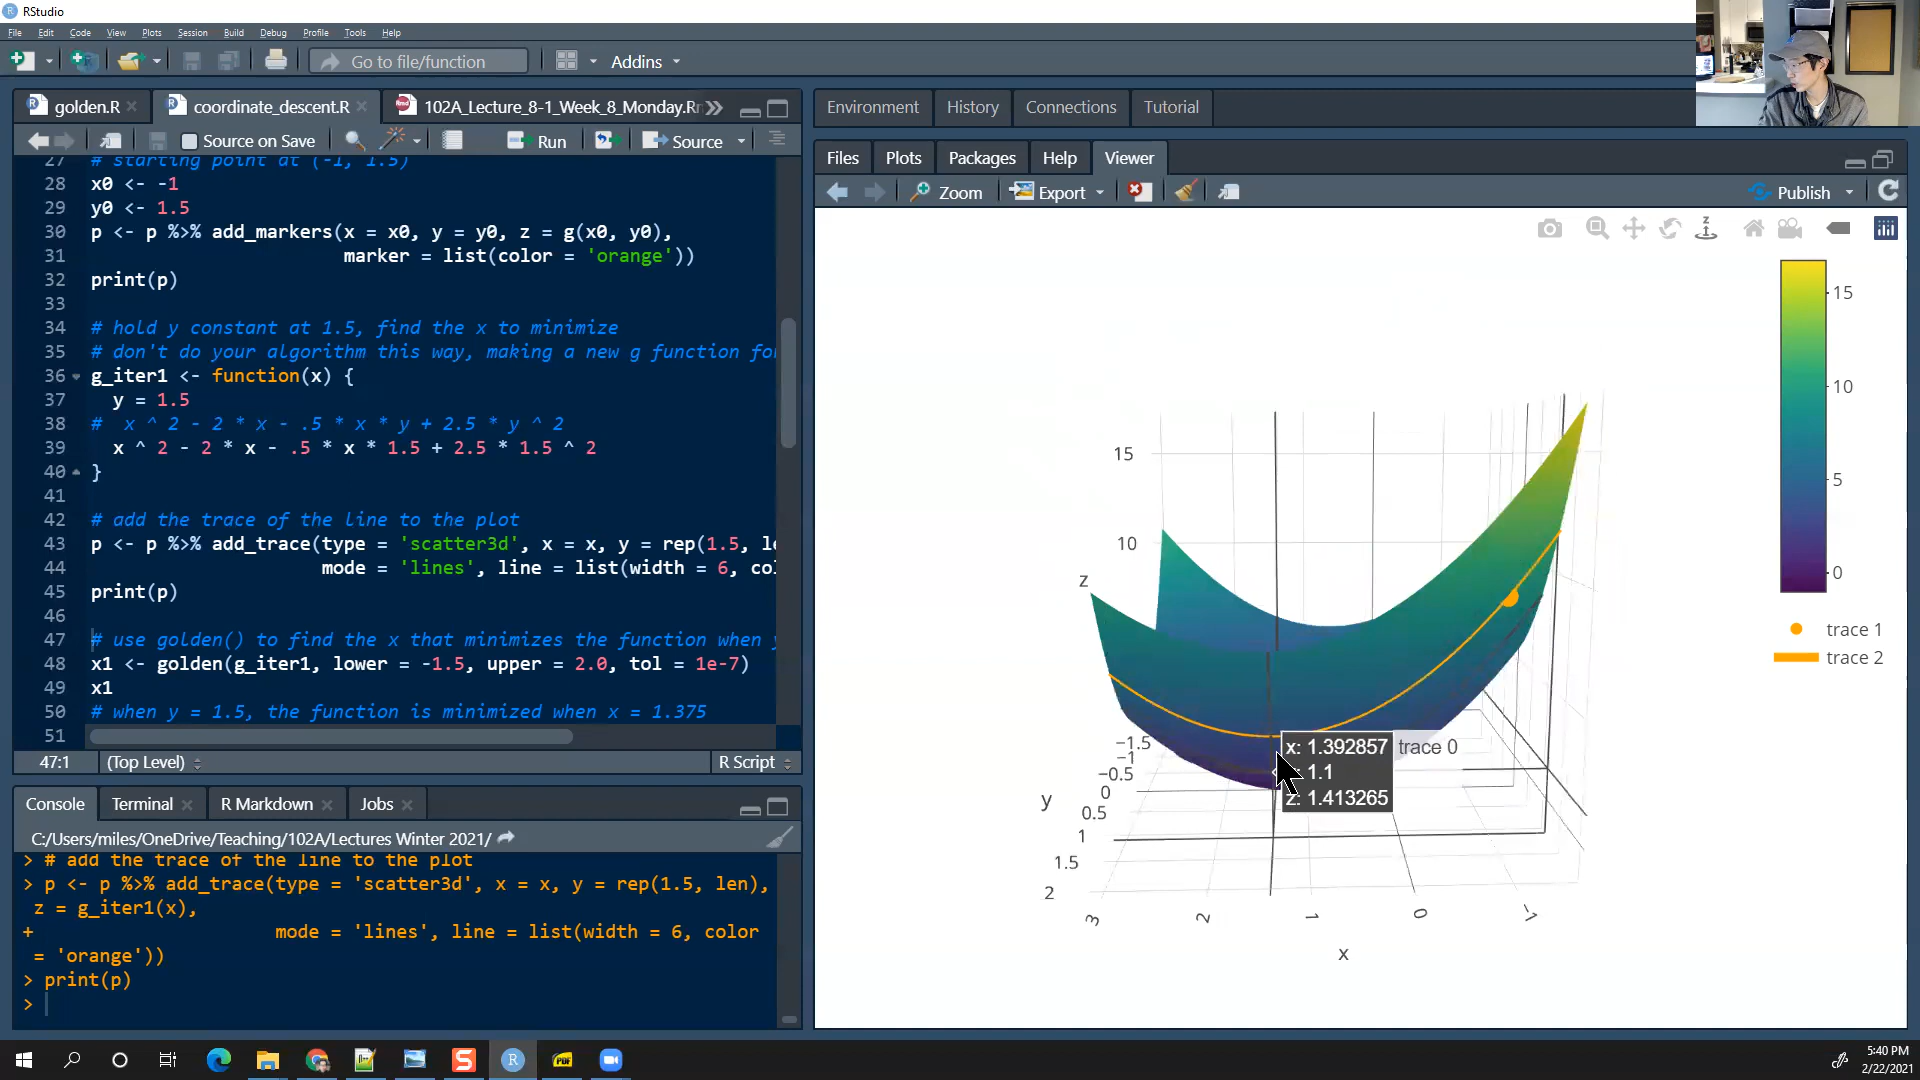 RStudio
File Edit Code View Plots Session Build Debug Profile Tools Help
Go to file/function Addins
golden.R coordinate_descent.R 102A_Lecture_8-1_Week_8_Monday.R
Source on Save Run Source
27 # starting point at (-1, 1.5)
28 x0 <- -1
29 y0 <- 1.5
30 p <- p %>% add_markers(x = x0, y = y0, z = g(x0, y0),
31 marker = list(color = 'orange'))
32 print(p)
33
34 # hold y constant at 1.5, find the x to minimize
35 # don't do your algorithm this way, making a new g function fo
36 g_iter1 <- function(x) {
37 y = 1.5
38 # x ^ 2 - 2 * x - .5 * x * y + 2.5 * y ^ 2
39 x ^ 2 - 2 * x - .5 * x * 1.5 + 2.5 * 1.5 ^ 2
40 }
41
42 # add the trace of the line to the plot
43 p <- p %>% add_trace(type = 'scatter3d', x = x, y = rep(1.5, l
44 mode = 'lines', line = list(width = 6, co
45 print(p)
46
47 # use golden() to find the x that minimizes the function when
48 x1 <- golden(g_iter1, lower = -1.5, upper = 2.0, tol = 1e-7)
49 x1
50 # when y = 1.5, the function is minimized when x = 1.375
51
47:1 (Top Level) R Script
Console Terminal R Markdown Jobs
C:/Users/miles/OneDrive/Teaching/102A/Lectures Winter 2021/
> # add the trace of the line to the plot
> p <- p %>% add_trace(type = 'scatter3d', x = x, y = rep(1.5, len),
z = g_iter1(x),
+ mode = 'lines', line = list(width = 6, color
= 'orange'))
> print(p)
>
Environment History Connections Tutorial
Files Plots Packages Help Viewer
Zoom Export Publish
z
15
10
5
0
trace 1
trace 2
15
10
z
x: 1.392857 trace 0
1.1
z: 1.413265
−1.5
−1
−0.5
0
0.5
1
1.5
2
y
3 2 1 0 −1
x
PDF
5:40 PM
2/22/2021